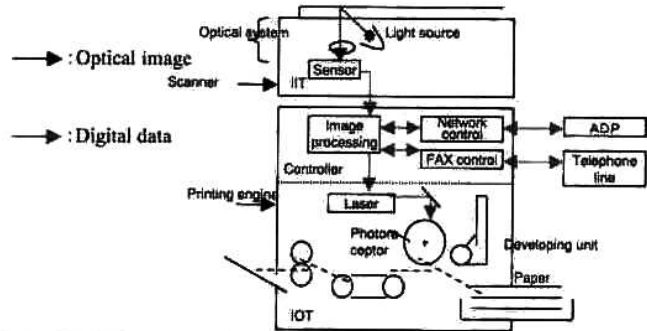 Optical system
Light source
: Optical image
Sensor
Scanner
IIT
: Digital data
Image
processing
Network
control
ADP
FAX control
Telephone
line
Controller
Printing engine
Laser
Photore
ceptor
Developing unit
Paper
IOT